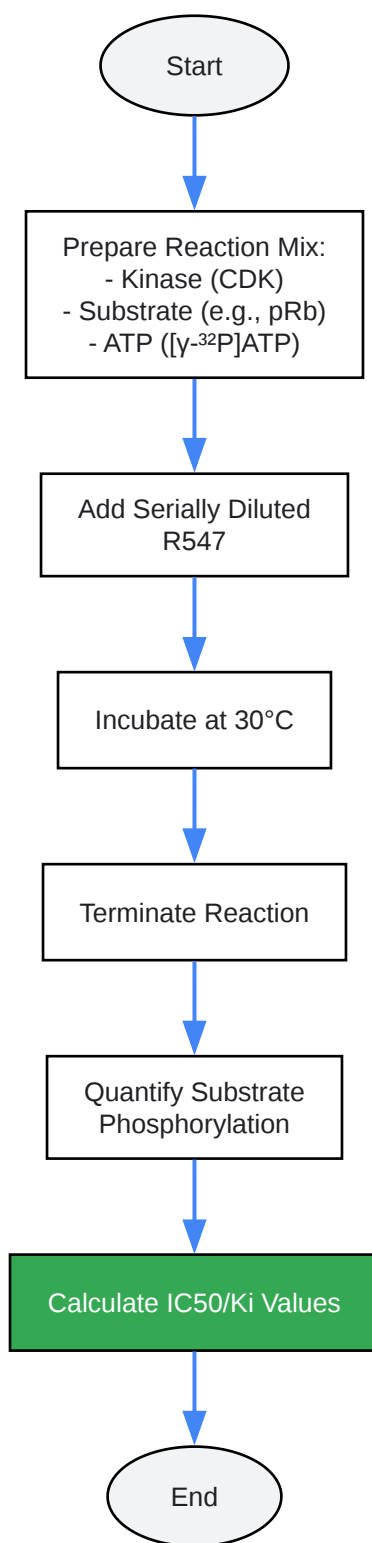 Start
Prepare Reaction Mix:
- Kinase (CDK)
- Substrate (e.g., pRb)
- ATP ([γ-³²P]ATP)
Add Serially Diluted
R547
Incubate at 30°C
Terminate Reaction
Quantify Substrate
Phosphorylation
Calculate IC50/Ki Values
End